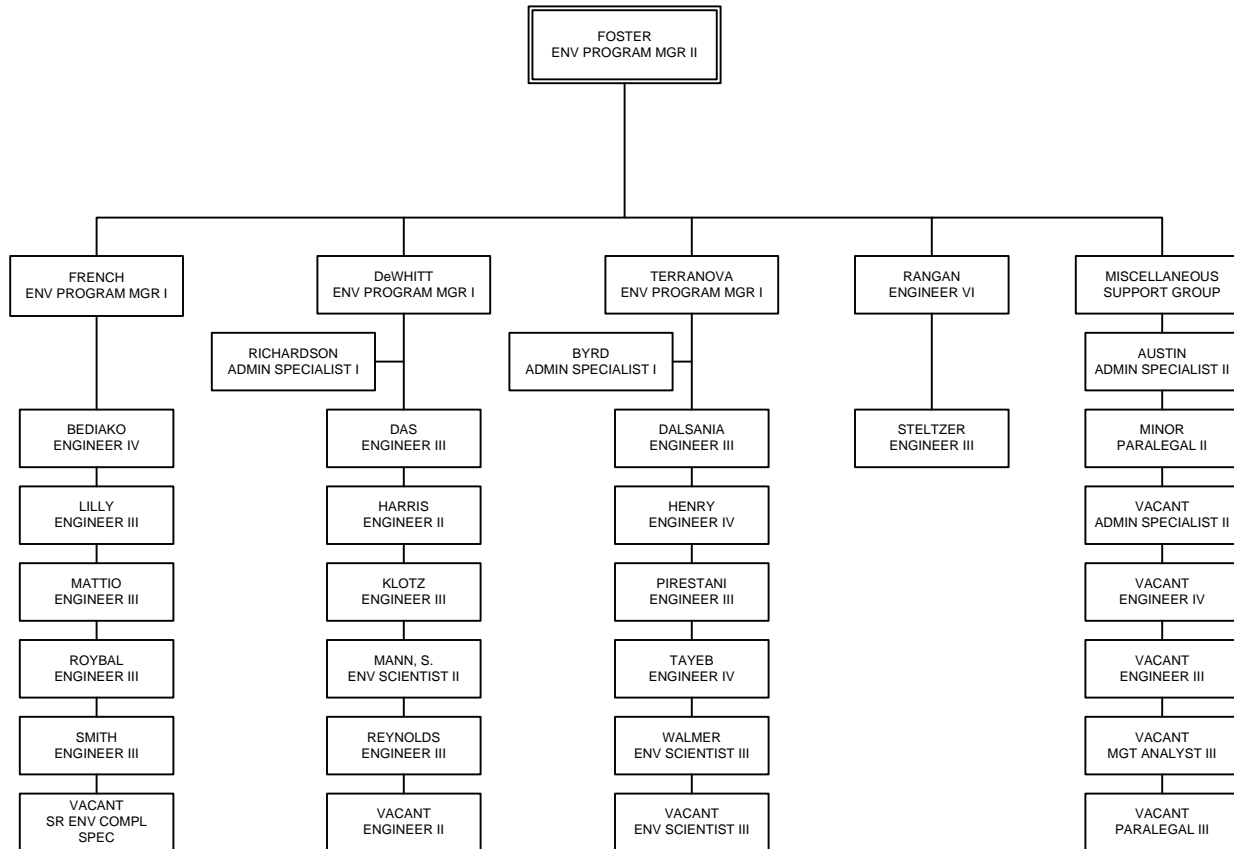 FOSTER
ENV PROGRAM MGR II
FRENCH
ENV PROGRAM MGR I
DeWHITT
ENV PROGRAM MGR I
TERRANOVA
ENV PROGRAM MGR I
RANGAN
ENGINEER VI
MISCELLANEOUS
SUPPORT GROUP
RICHARDSON
ADMIN SPECIALIST I
BYRD
ADMIN SPECIALIST I
AUSTIN
ADMIN SPECIALIST II
BEDIAKO
ENGINEER IV
DAS
ENGINEER III
DALSANIA
ENGINEER III
STELTZER
ENGINEER III
MINOR
PARALEGAL II
LILLY
ENGINEER III
HARRIS
ENGINEER II
HENRY
ENGINEER IV
VACANT
ADMIN SPECIALIST II
MATTIO
ENGINEER III
KLOTZ
ENGINEER III
PIRESTANI
ENGINEER III
VACANT
ENGINEER IV
ROYBAL
ENGINEER III
MANN, S.
ENV SCIENTIST II
TAYEB
ENGINEER IV
VACANT
ENGINEER III
SMITH
ENGINEER III
REYNOLDS
ENGINEER III
WALMER
ENV SCIENTIST III
VACANT
MGT ANALYST III
VACANT
SR ENV COMPL
SPEC
VACANT
ENGINEER II
VACANT
ENV SCIENTIST III
VACANT
PARALEGAL III